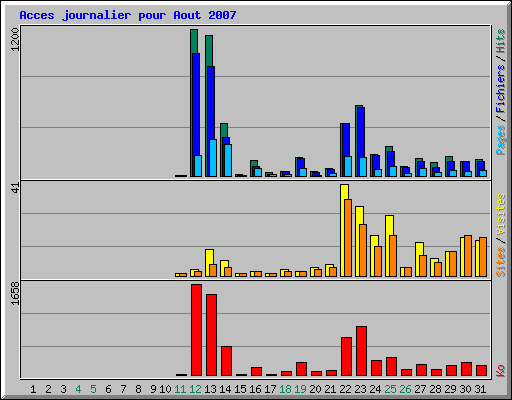 Acces journalier pour Aout 2007
1200
Pages / Fichiers / Hits
41
Sites / Visites
1658
Ko
1 2 3 4 5 6 7 8 9 10 11 12 13 14 15 16 17 18 19 20 21 22 23 24 25 26 27 28 29 30 31